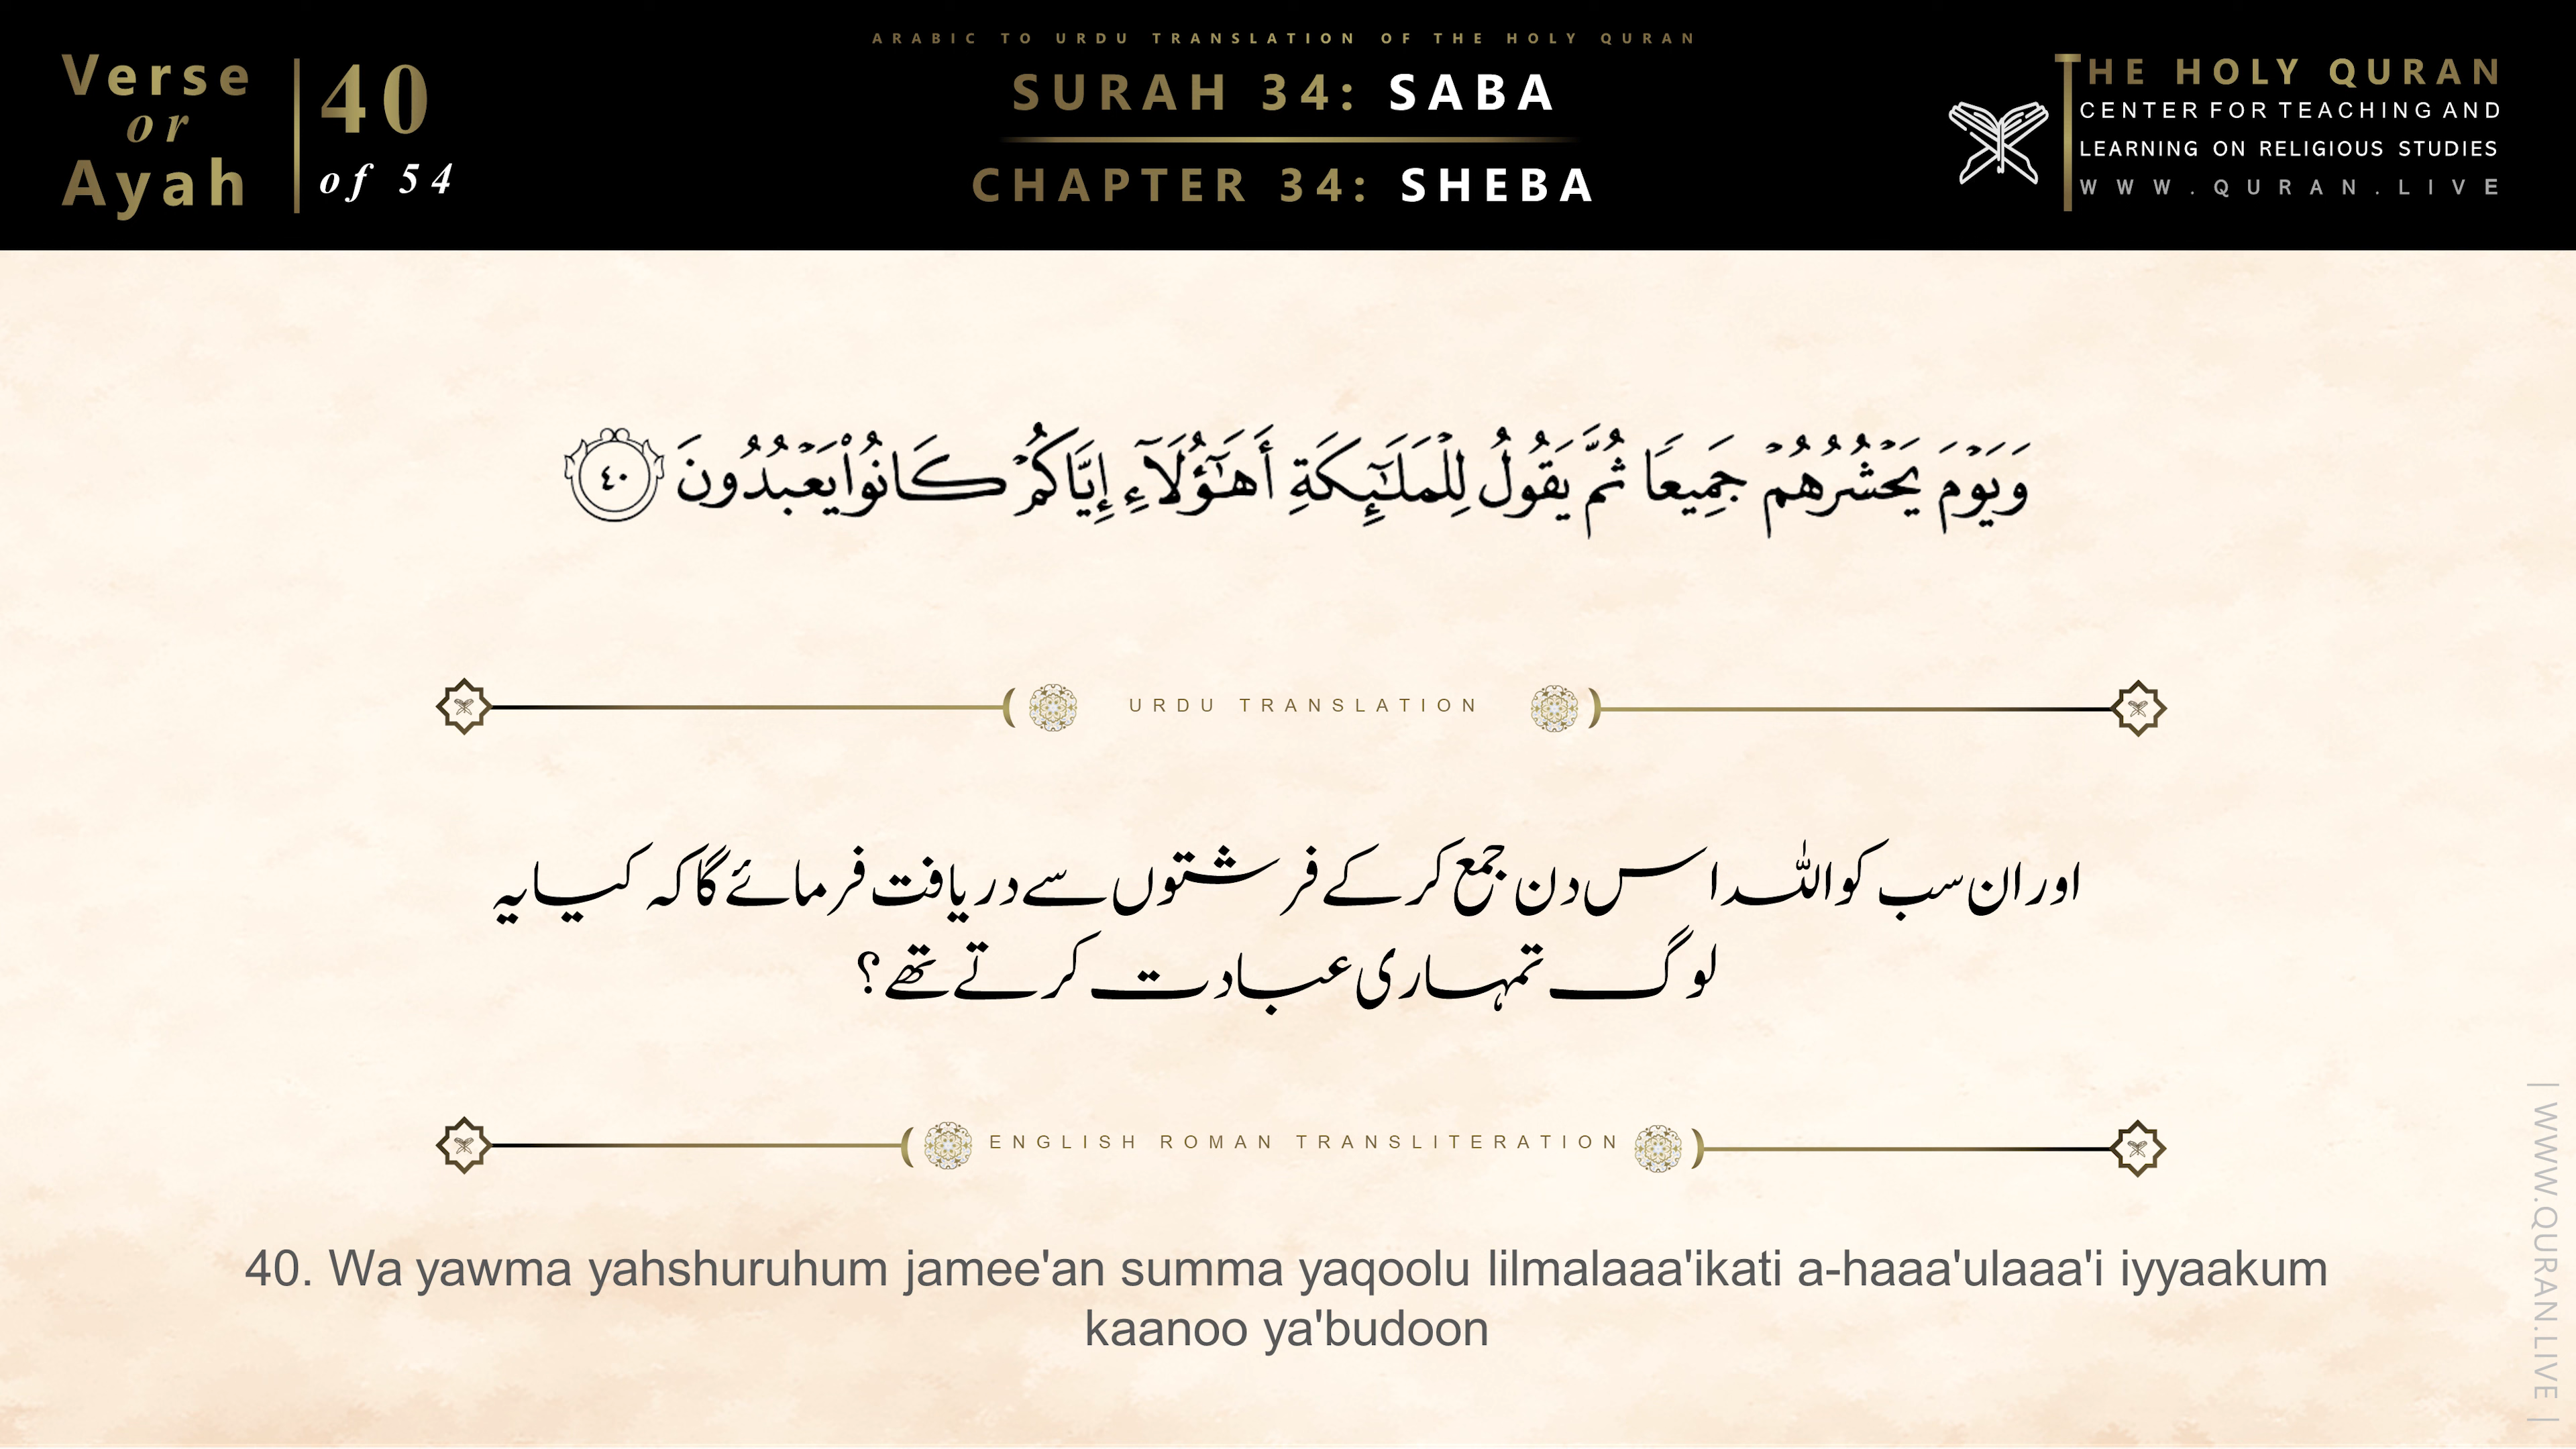 ARABIC TO URDU TRANSLATION OF THE HOLY QURAN
Verse
or
Ayah
40
of 54
SURAH 34: SABA
CHAPTER 34: SHEBA
THE HOLY QURAN
CENTER FOR TEACHING AND
LEARNING ON RELIGIOUS STUDIES
WWW.QURAN.LIVE
وَيَوْمَ يَحْشُرُهُمْ جَمِيعًا ثُمَّ يَقُولُ لِلْمَلَٰٓئِكَةِ أَهَٰٓؤُلَآءِ إِيَّاكُمْ كَانُوا۟ يَعْبُدُونَ ٤٠
URDU TRANSLATION
اور ان سب کو اللہ اس دن جمع کرکے فرشتوں سے دریافت فرمائے گا کہ کیا یہ
لوگ تمہاری عبادت کرتے تھے؟
ENGLISH ROMAN TRANSLITERATION
40. Wa yawma yahshuruhum jamee'an summa yaqoolu lilmalaaa'ikati a-haaa'ulaaa'i iyyaakum
kaanoo ya'budoon
| WWW.QURAN.LIVE |